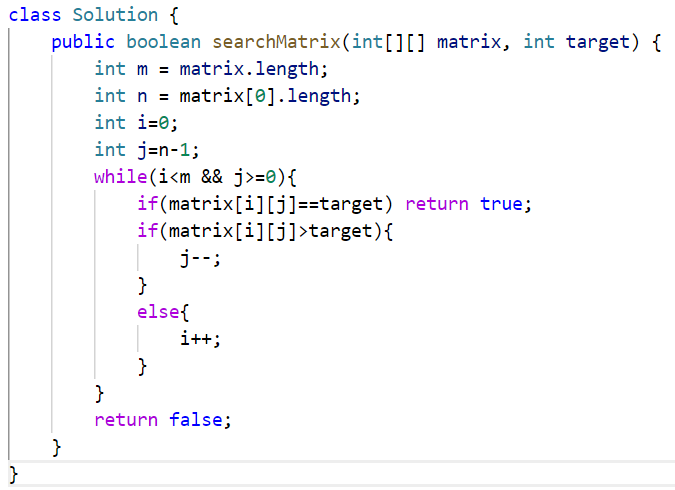 class Solution {
    public boolean searchMatrix(int[][] matrix, int target) {
        int m = matrix.length;
        int n = matrix[0].length;
        int i=0;
        int j=n-1;
        while(i<m && j>=0){
            if(matrix[i][j]==target) return true;
            if(matrix[i][j]>target){
                j--;
            }
            else{
                i++;
            }
        }
        return false;
    }
}